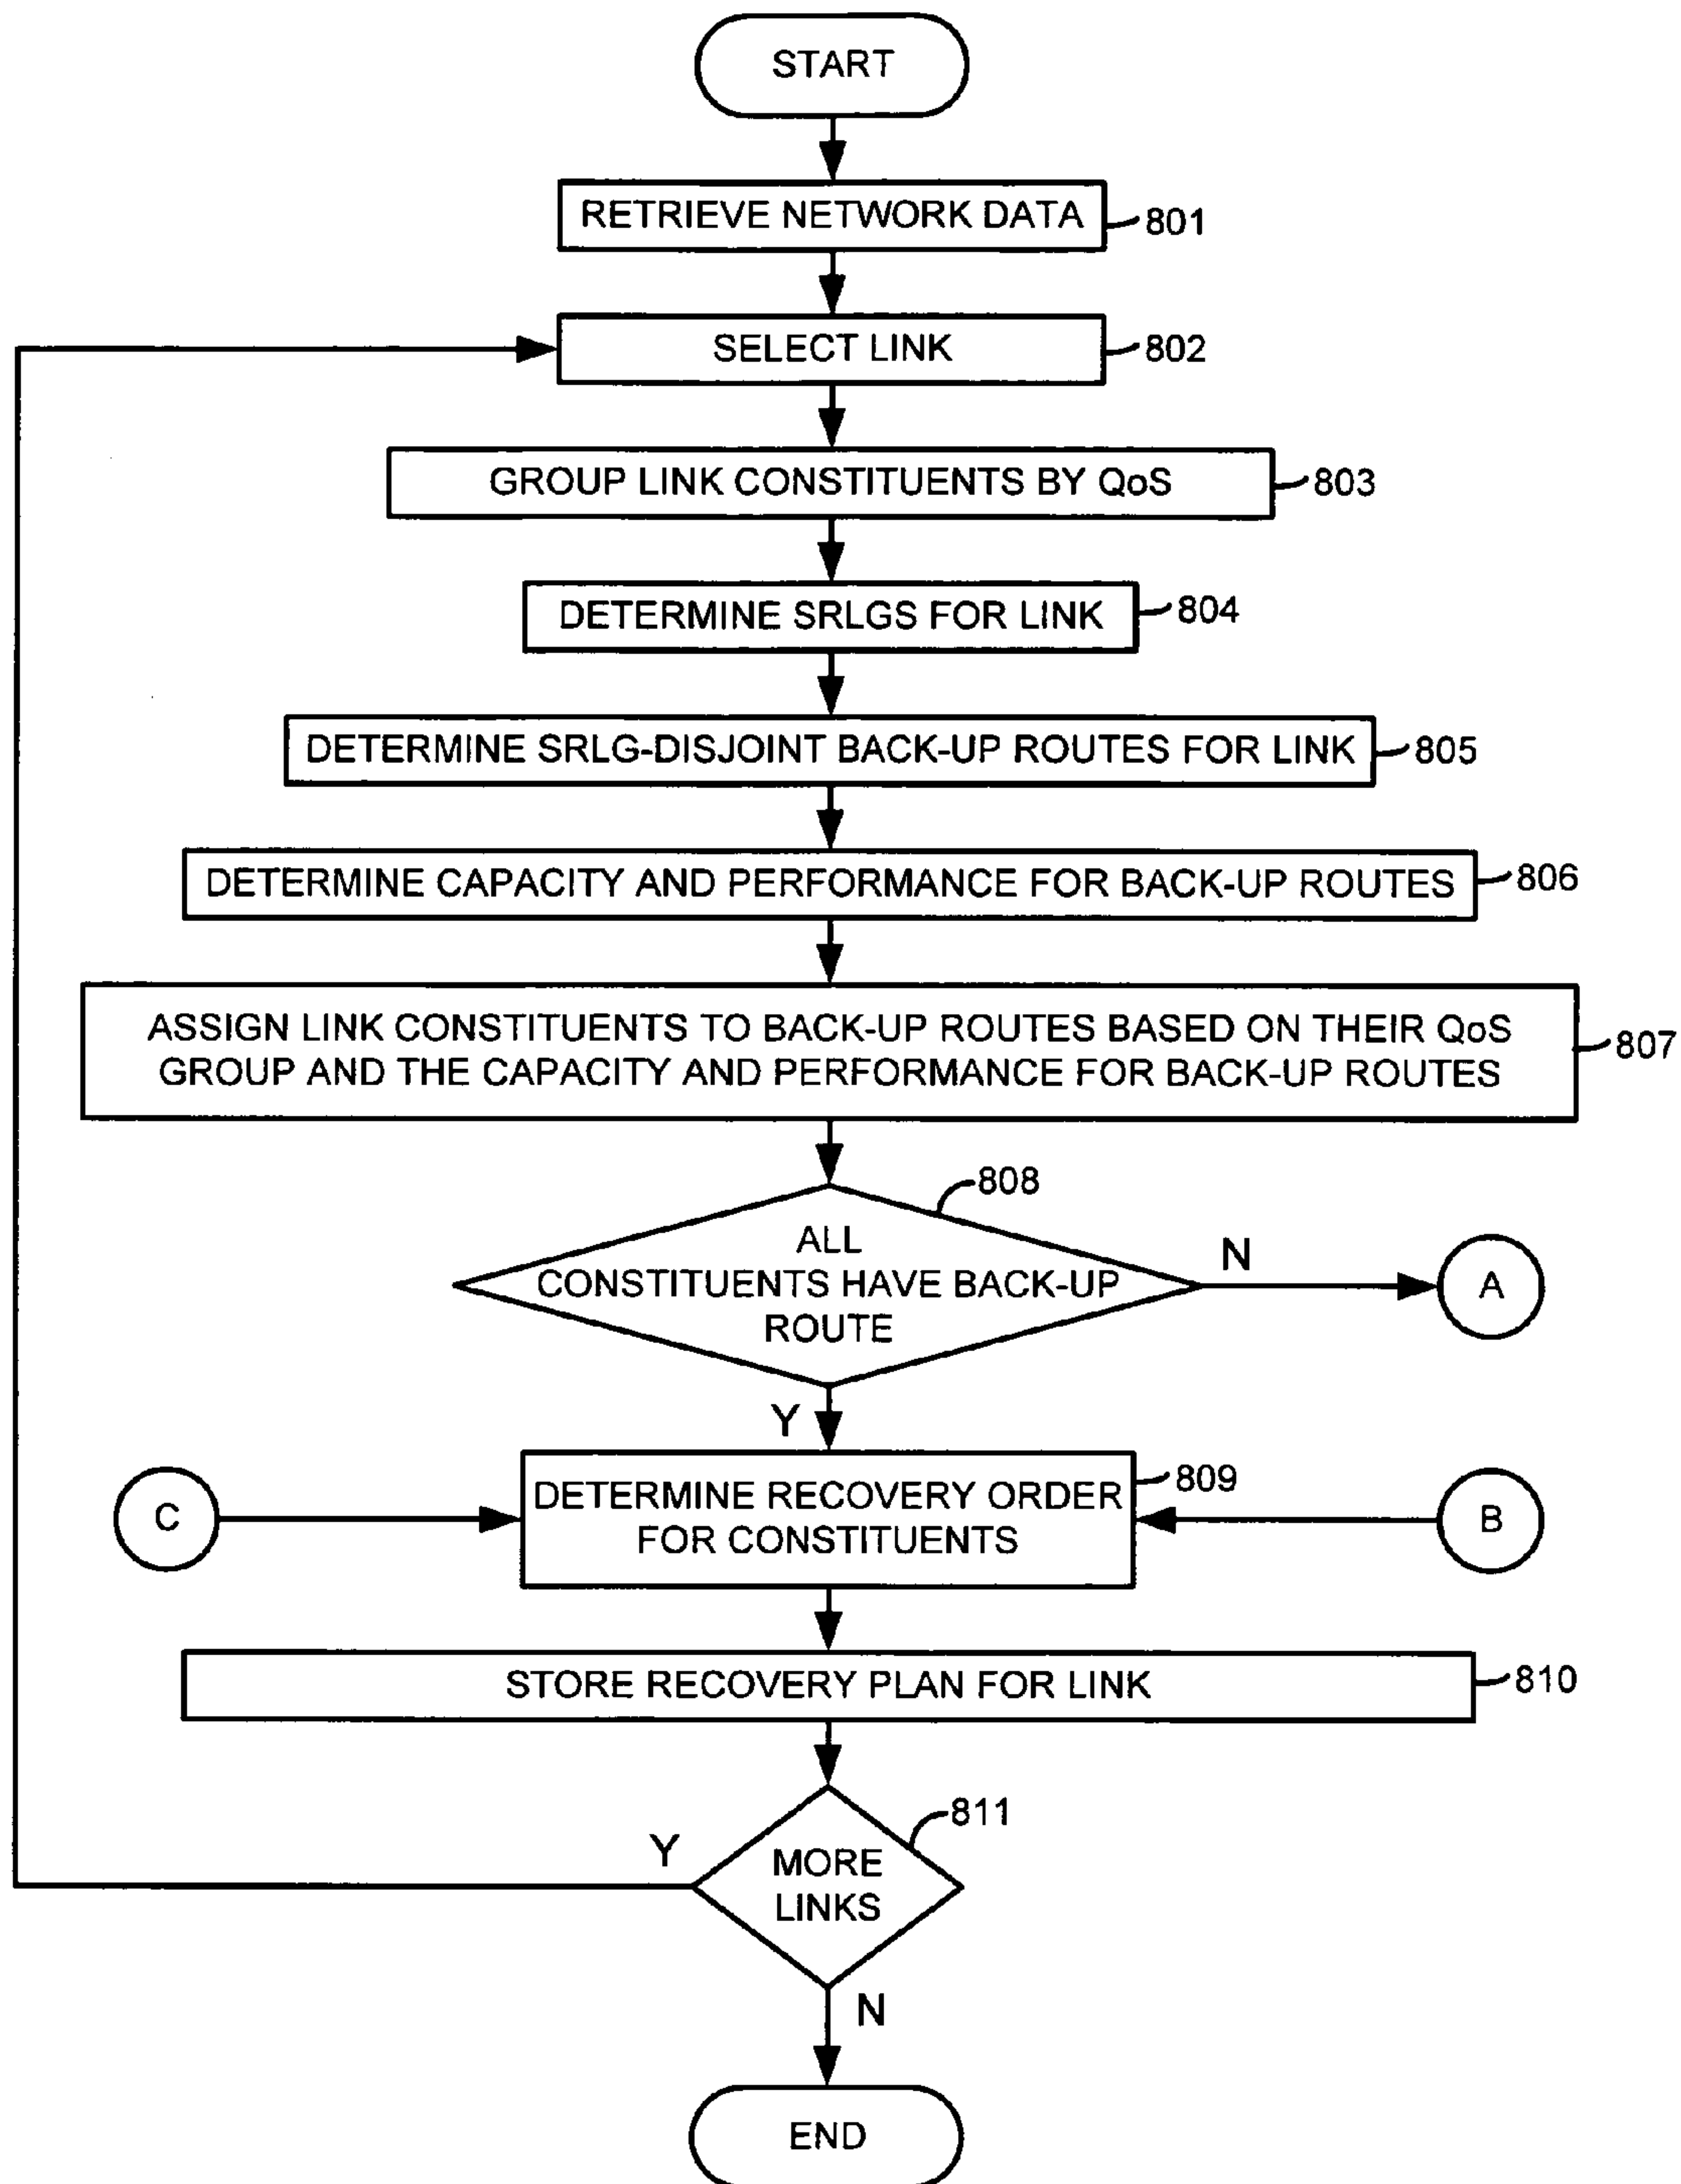 START
RETRIEVE NETWORK DATA
801
SELECT LINK
802
GROUP LINK CONSTITUENTS BY QoS
803
DETERMINE SRLGS FOR LINK
804
DETERMINE SRLG-DISJOINT BACK-UP ROUTES FOR LINK
805
DETERMINE CAPACITY AND PERFORMANCE FOR BACK-UP ROUTES
806
ASSIGN LINK CONSTITUENTS TO BACK-UP ROUTES BASED ON THEIR QoS
GROUP AND THE CAPACITY AND PERFORMANCE FOR BACK-UP ROUTES
807
808
ALL
CONSTITUENTS HAVE BACK-UP
ROUTE
N
A
Y
C
DETERMINE RECOVERY ORDER
FOR CONSTITUENTS
809
B
STORE RECOVERY PLAN FOR LINK
810
811
Y
MORE
LINKS
N
END